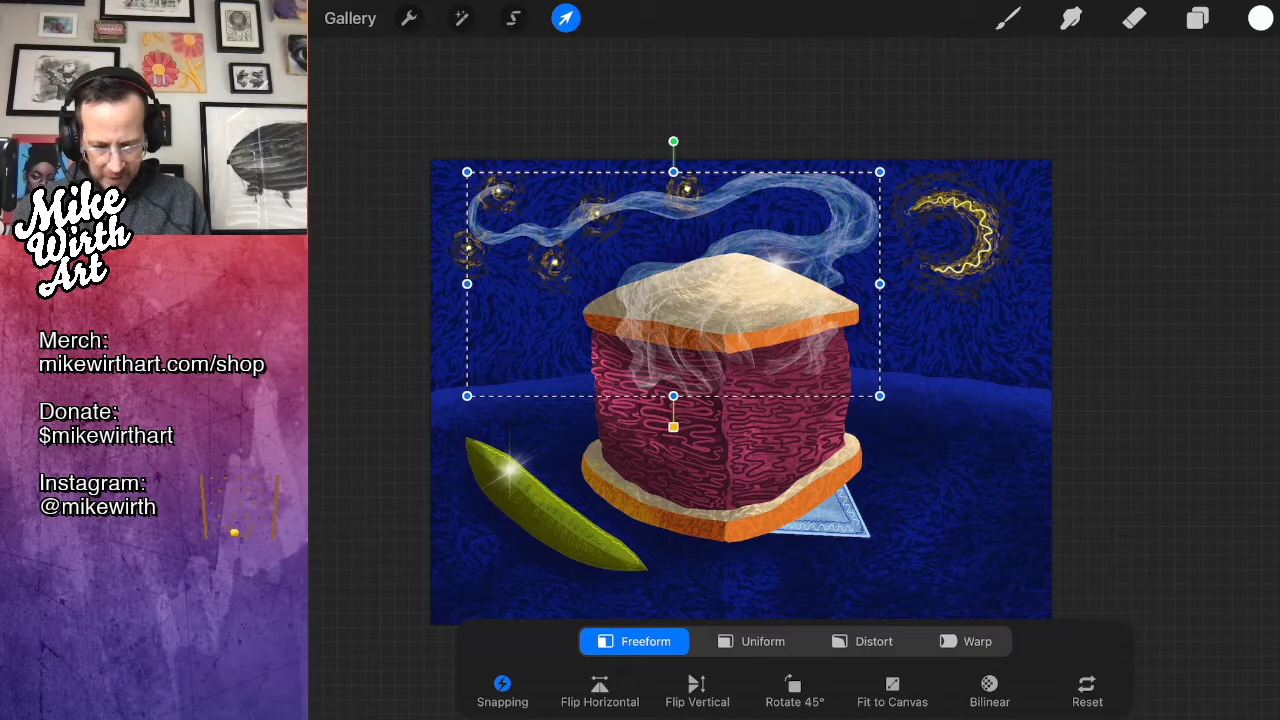 Gallery
Mike
Wirth
Art
Merch:
mikewirthart.com/shop
Donate:
$mikewirthart
Instagram:
@mikewirth
Freeform
Uniform
Distort
Warp
Snapping
Flip Horizontal
Flip Vertical
Rotate 45°
Fit to Canvas
Bilinear
Reset